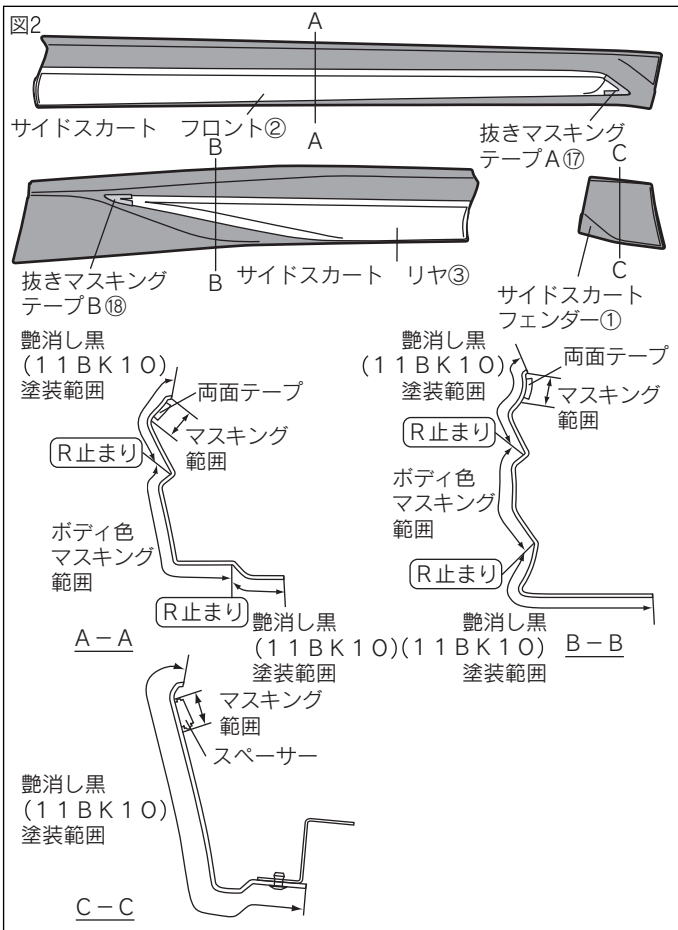 図2
A
サイドスカート フロント②
A
抜きマスキング
テープA⑰
B
C
抜きマスキング
テープB⑱
B
サイドスカート リヤ③
C
サイドスカート
フェンダー①
艶消し黒
(11BK10)
塗装範囲
両面テープ
マスキング
範囲
R止まり
ボディ色
マスキング
範囲
R止まり
艶消し黒
(11BK10)
塗装範囲
A-A
艶消し黒
(11BK10)
塗装範囲
両面テープ
マスキング
範囲
R止まり
ボディ色
マスキング
範囲
R止まり
艶消し黒
(11BK10)
塗装範囲
B-B
マスキング
範囲
スペーサー
艶消し黒
(11BK10)
塗装範囲
C-C